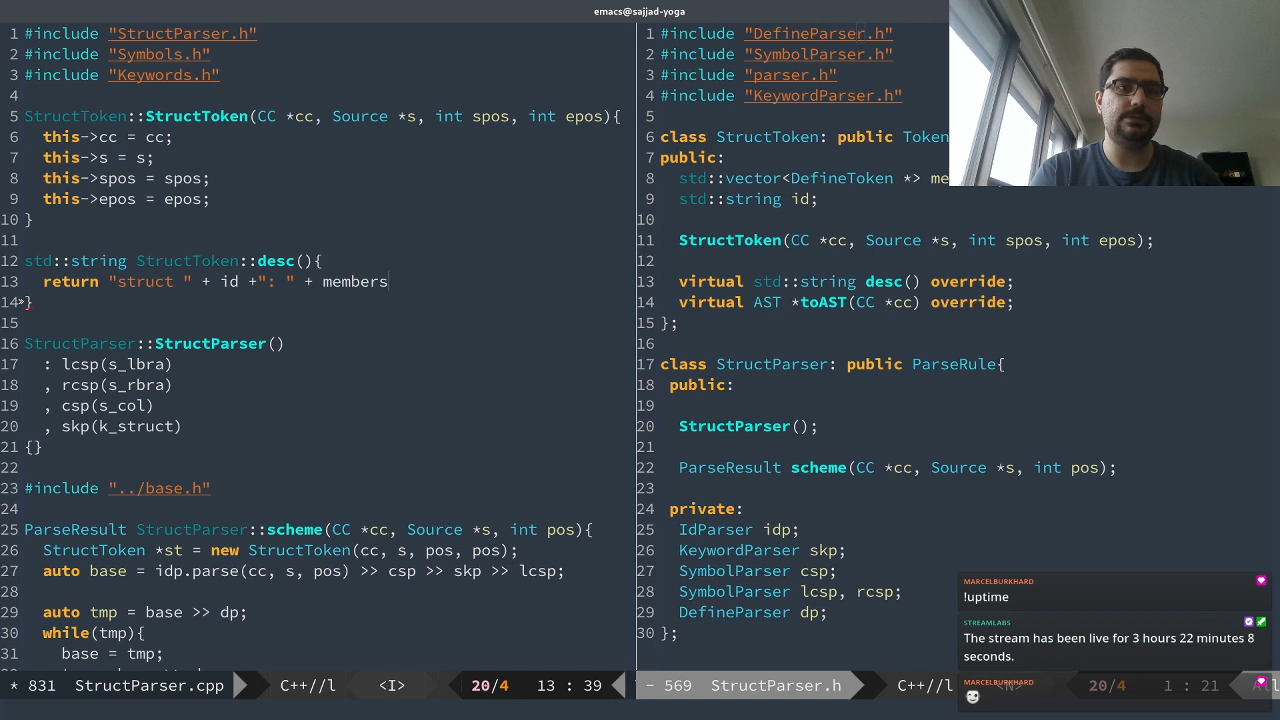 emacs@sajjad-yoga
1 #include "StructParser.h"
2 #include "Symbols.h"
3 #include "Keywords.h"
4
5 StructToken::StructToken(CC *cc, Source *s, int spos, int epos){
6   this->cc = cc;
7   this->s = s;
8   this->spos = spos;
9   this->epos = epos;
10 }
11
12 std::string StructToken::desc(){
13   return "struct " + id +": " + members
14 }
15
16 StructParser::StructParser()
17   : lcsp(s_lbra)
18   , rcsp(s_rbra)
19   , csp(s_col)
20   , skp(k_struct)
21 {}
22
23 #include "../base.h"
24
25 ParseResult StructParser::scheme(CC *cc, Source *s, int pos){
26   StructToken *st = new StructToken(cc, s, pos, pos);
27   auto base = idp.parse(cc, s, pos) >> csp >> skp >> lcsp;
28
29   auto tmp = base >> dp;
30   while(tmp){
31     base = tmp;
* 831 StructParser.cpp C++//l <I> 20/4 13 : 39
1 #include "DefineParser.h"
2 #include "SymbolParser.h"
3 #include "parser.h"
4 #include "KeywordParser.h"
5
6 class StructToken: public Token
7 public:
8   std::vector<DefineToken *> me
9   std::string id;
10
11   StructToken(CC *cc, Source *s, int spos, int epos);
12
13   virtual std::string desc() override;
14   virtual AST *toAST(CC *cc) override;
15 };
16
17 class StructParser: public ParseRule{
18  public:
19
20   StructParser();
21
22   ParseResult scheme(CC *cc, Source *s, int pos);
23
24  private:
25   IdParser idp;
26   KeywordParser skp;
27   SymbolParser csp;
28   SymbolParser lcsp, rcsp;
29   DefineParser dp;
30 };
- 569 StructParser.h C++//l <N> 20/4 1 : 21 All
MARCELBURKHARD
!uptime
STREAMLABS
The stream has been live for 3 hours 22 minutes 8
seconds.
MARCELBURKHARD